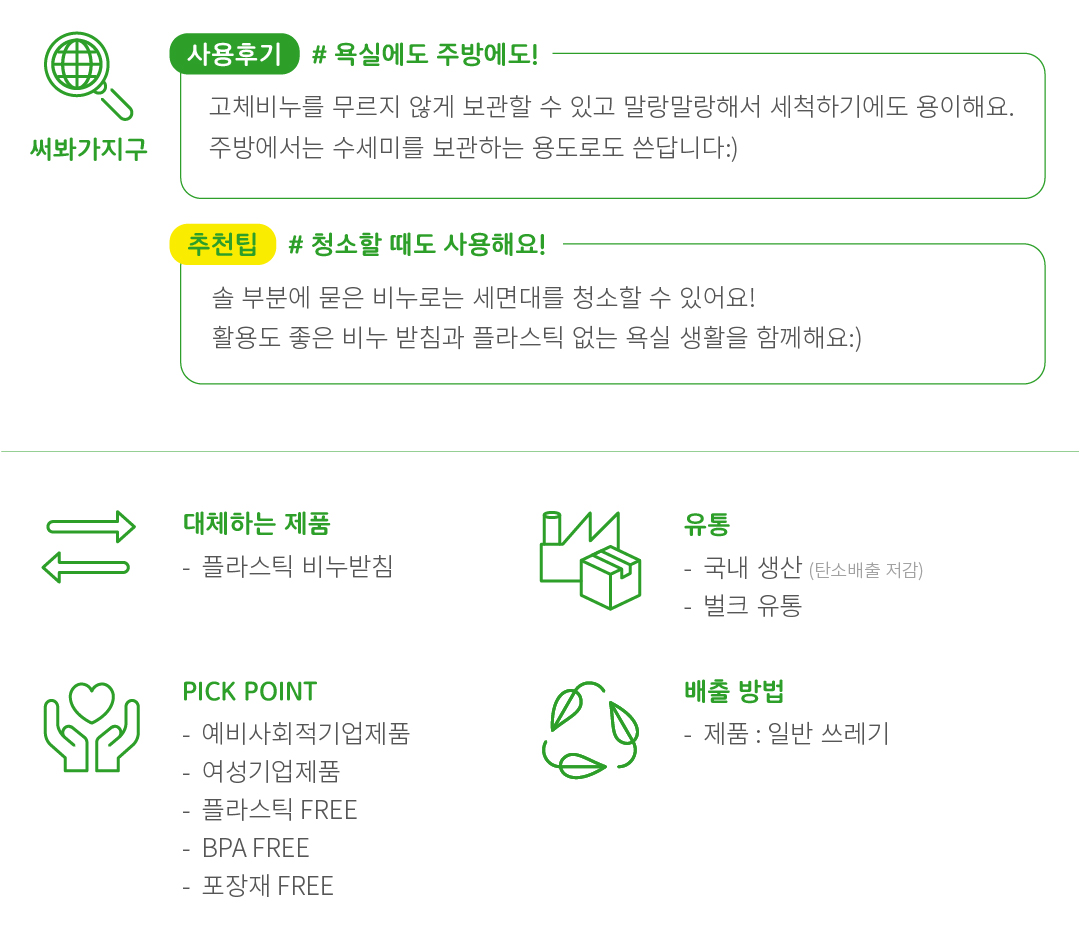 써봐가지구
사용후기 # 욕실에도 주방에도!
고체비누를 무르지 않게 보관할 수 있고 말랑말랑해서 세척하기에도 용이해요.
주방에서는 수세미를 보관하는 용도로도 쓴답니다:)
추천팁 # 청소할 때도 사용해요!
솔 부분에 묻은 비누로는 세면대를 청소할 수 있어요!
활용도 좋은 비누 받침과 플라스틱 없는 욕실 생활을 함께해요:)
대체하는 제품
- 플라스틱 비누받침
유통
- 국내 생산 (탄소배출 저감)
- 벌크 유통
PICK POINT
- 예비사회적기업제품
- 여성기업제품
- 플라스틱 FREE
- BPA FREE
- 포장재 FREE
배출 방법
- 제품 : 일반 쓰레기